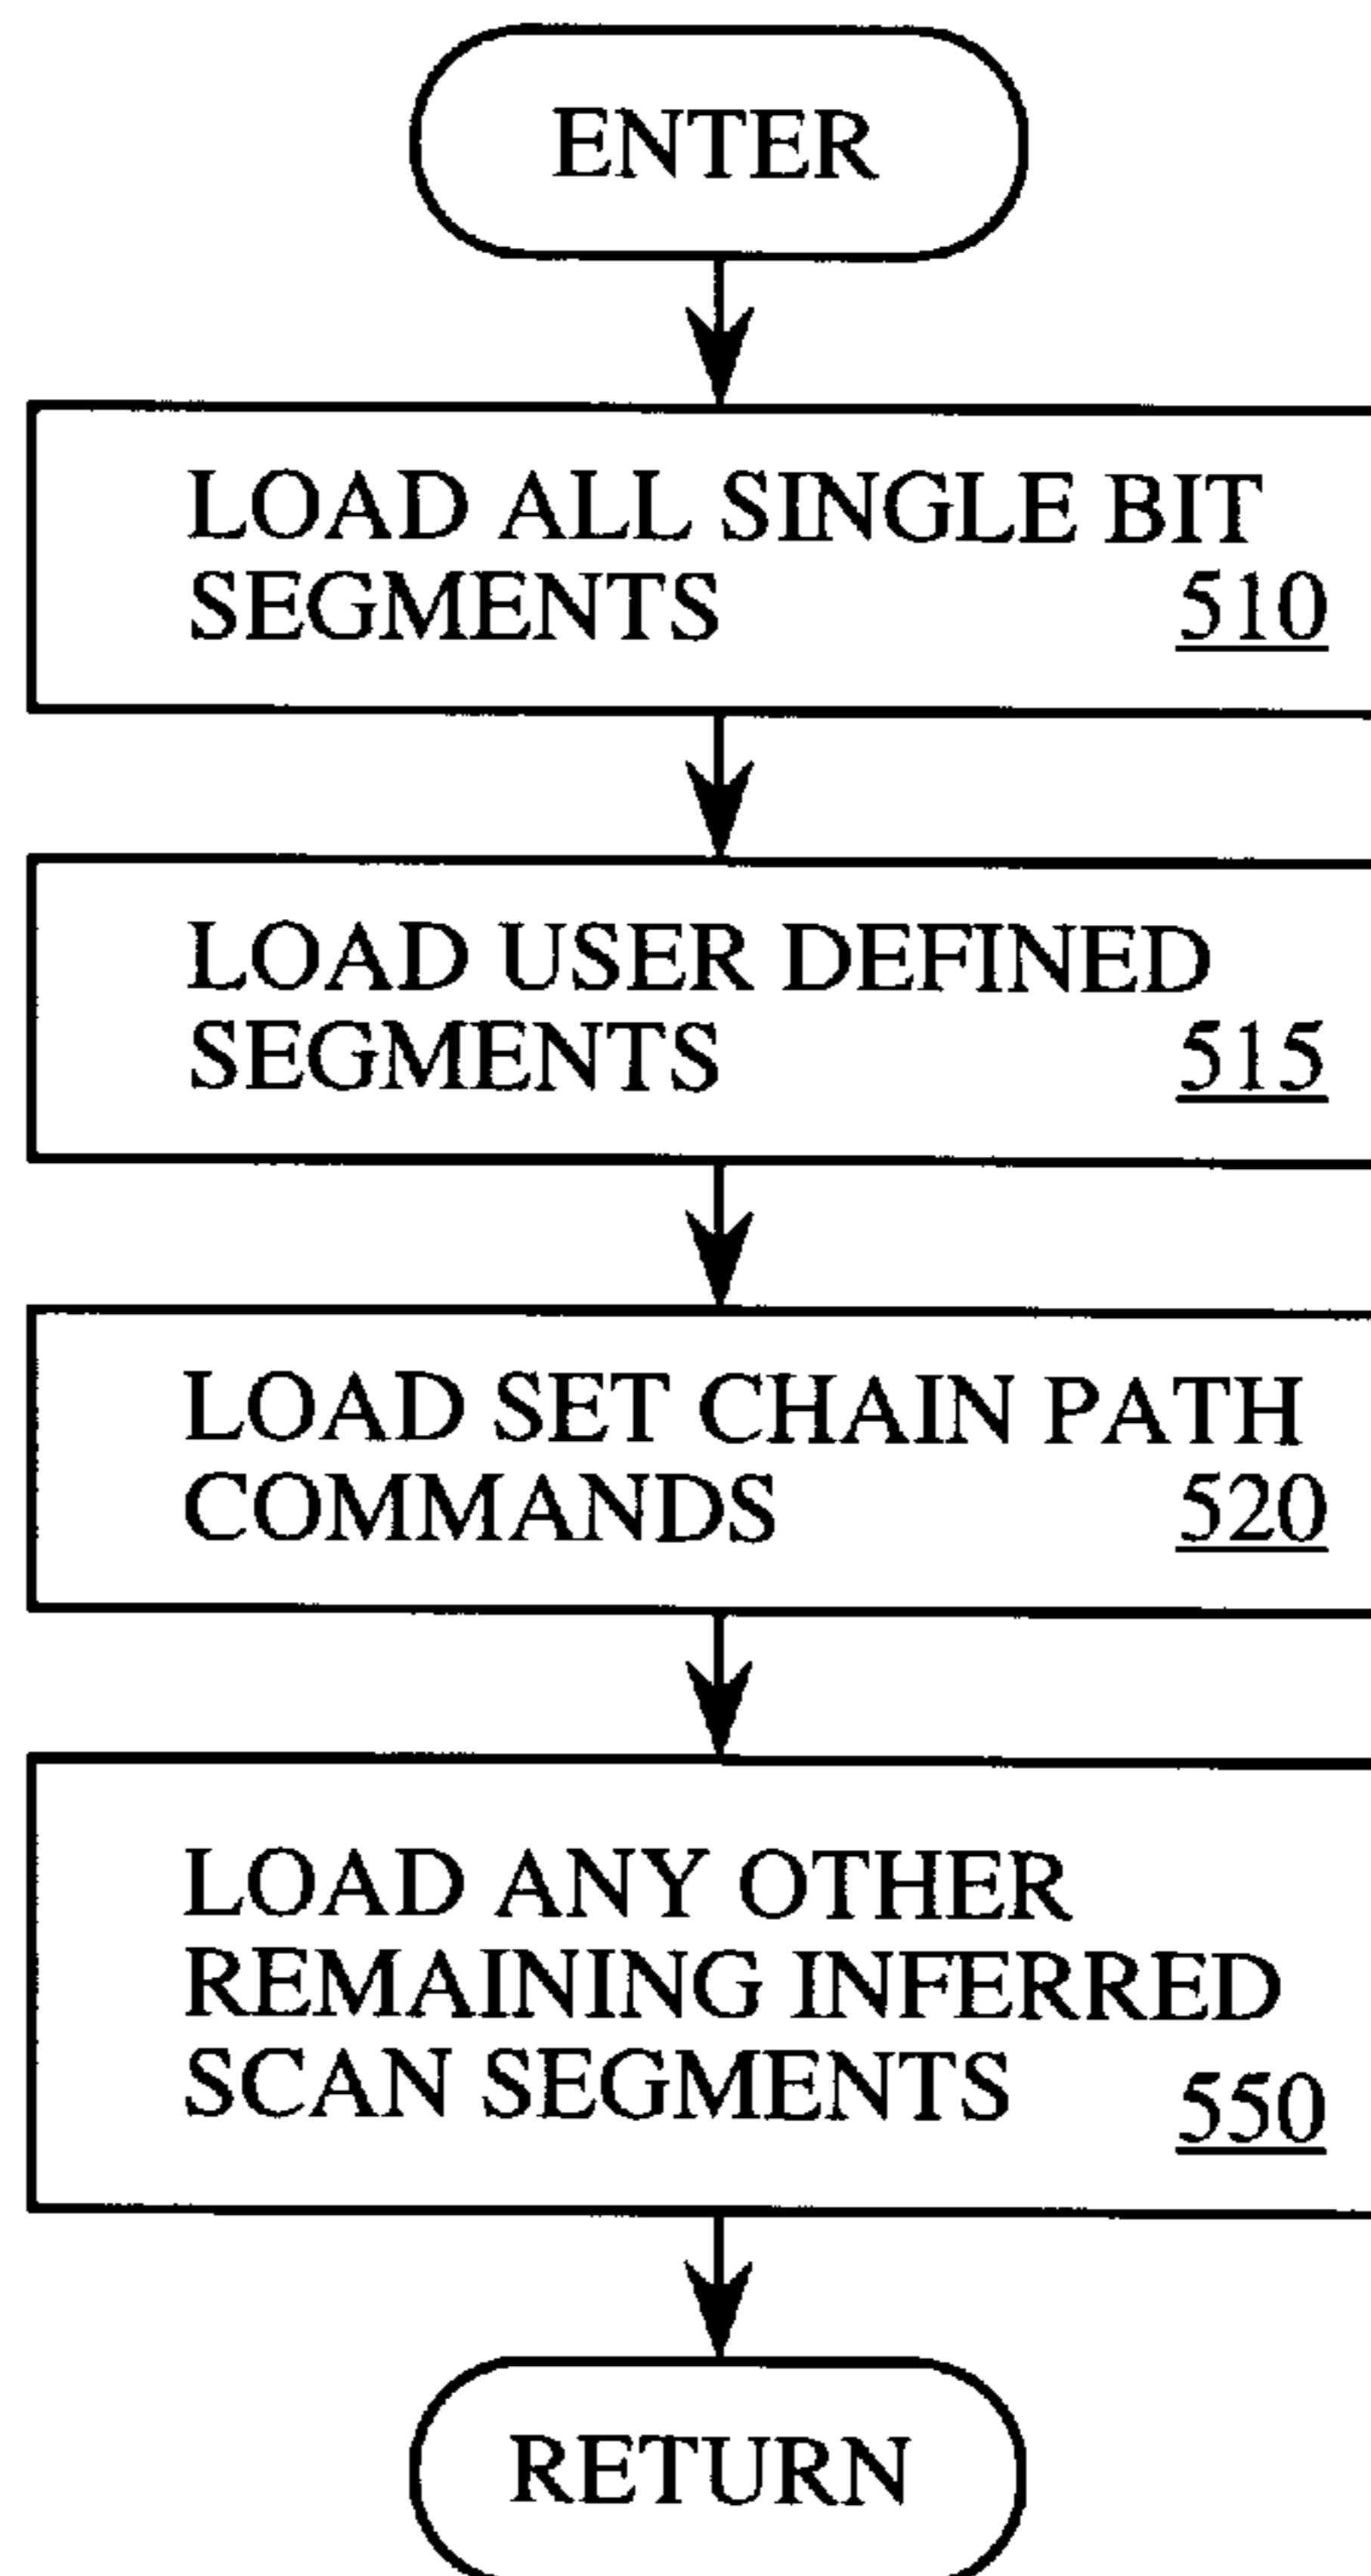 ENTER
LOAD ALL SINGLE BIT
SEGMENTS 510
LOAD USER DEFINED
SEGMENTS 515
LOAD SET CHAIN PATH
COMMANDS 520
LOAD ANY OTHER
REMAINING INFERRED
SCAN SEGMENTS 550
RETURN